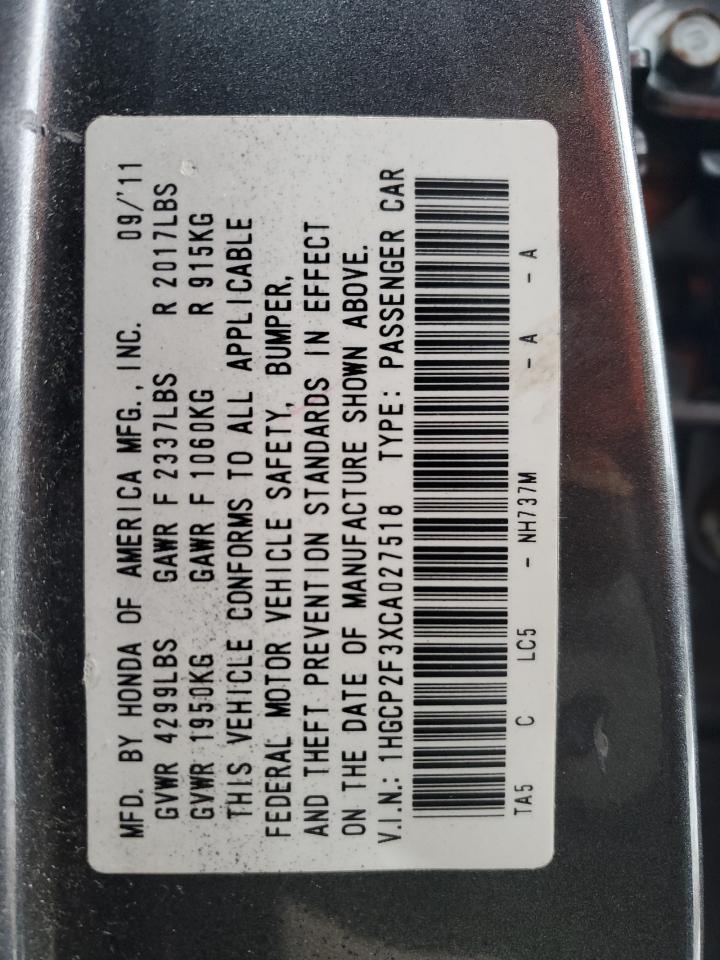 MFD. BY HONDA OF AMERICA MFG., INC. 09/'11
GVWR 4299LBS GAWR F 2337LBS R 2017LBS
GVWR 1950KG GAWR F 1060KG R 915KG
THIS VEHICLE CONFORMS TO ALL APPLICABLE
FEDERAL MOTOR VEHICLE SAFETY, BUMPER,
AND THEFT PREVENTION STANDARDS IN EFFECT
ON THE DATE OF MANUFACTURE SHOWN ABOVE.
V.I.N.: 1HGCP2F3XCA027518 TYPE: PASSENGER CAR
TA5 C LC5 - NH737M - A - A